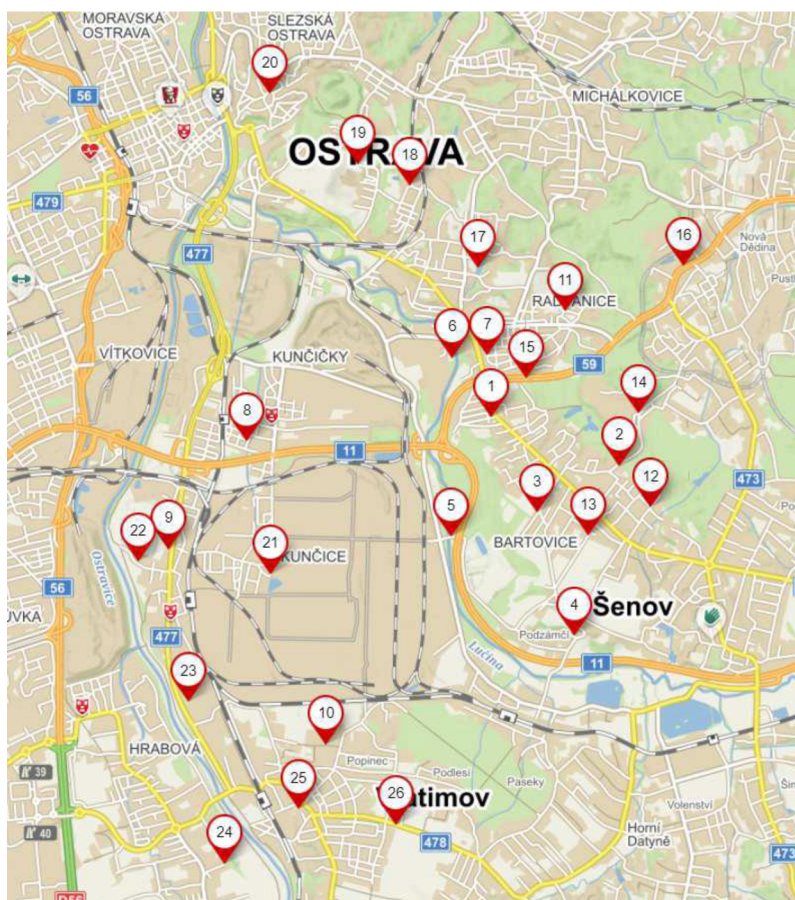 MORAVSKÁ
OSTRAVA
SLEZSKÁ
OSTRAVA
20
56
MICHÁLKOVICE
19
OSTRAVA
18
479
477
17
16
Nová
Dědina
11
RADVANICE
6
7
15
VÍTKOVICE
KUNČIČKY
59
14
1
8
2
11
12
473
3
5
13
9
22
21
BARTOVICE
KUNČICE
Ostravice
56
4
Šenov
Podzámčí
477
Lučina
11
23
10
HRABOVÁ
39
Popinec
Podlesí
Paseky
25
26
Vratimov
Volenství
40
24
478
Horní
Datyně
473
D56